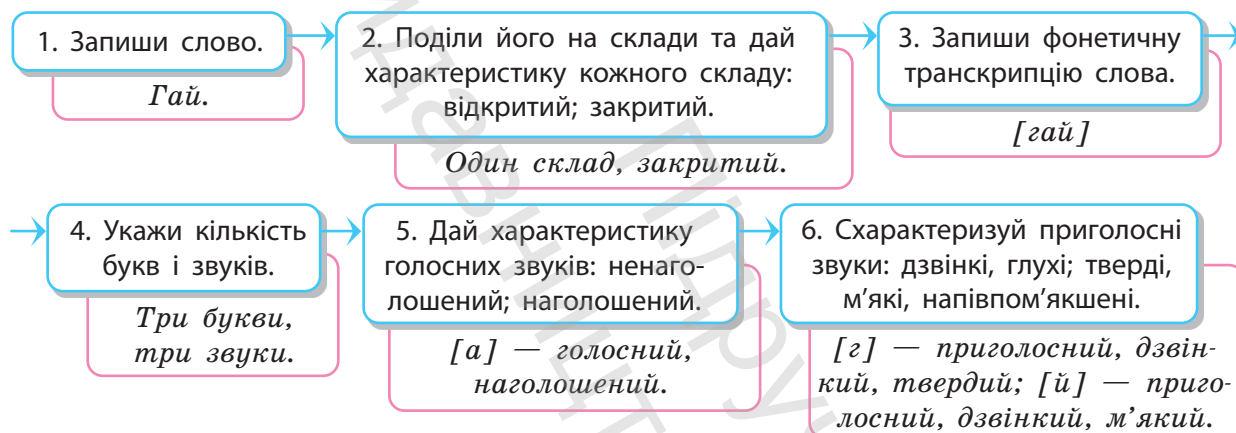 1. Запиши слово.
Гай.
2. Поділи його на склади та дай
характеристику кожного складу:
відкритий; закритий.
Один склад, закритий.
3. Запиши фонетичну
транскрипцію слова.
[гай]
4. Укажи кількість
букв і звуків.
Три букви,
три звуки.
5. Дай характеристику
голосних звуків: ненаго-
лошений; наголошений.
[а] — голосний,
наголошений.
6. Схарактеризуй приголосні
звуки: дзвінкі, глухі; тверді,
м’які, напівпом’якшені.
[г] — приголосний, дзвін-
кий, твердий; [й] — приго-
лосний, дзвінкий, м’який.